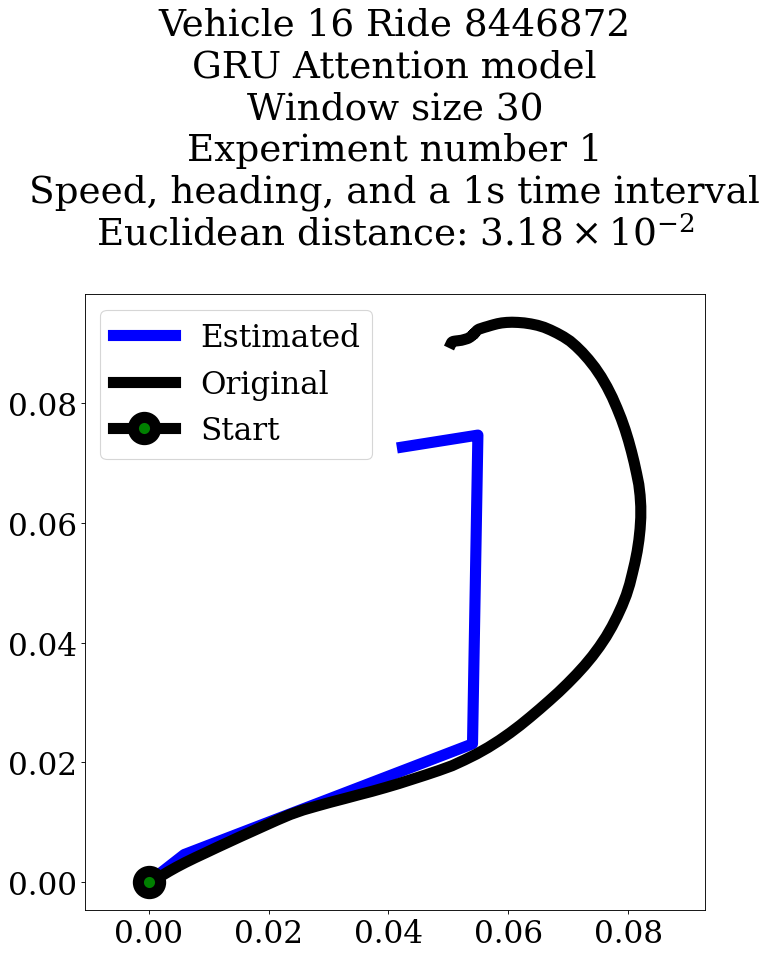 Vehicle 16 Ride 8446872
GRU Attention model
Window size 30
Experiment number 1
Speed, heading, and a 1s time interval
Euclidean distance: 3.18 × 10⁻²
Estimated
Original
Start
0.08
0.06
0.04
0.02
0.00
0.00 0.02 0.04 0.06 0.08